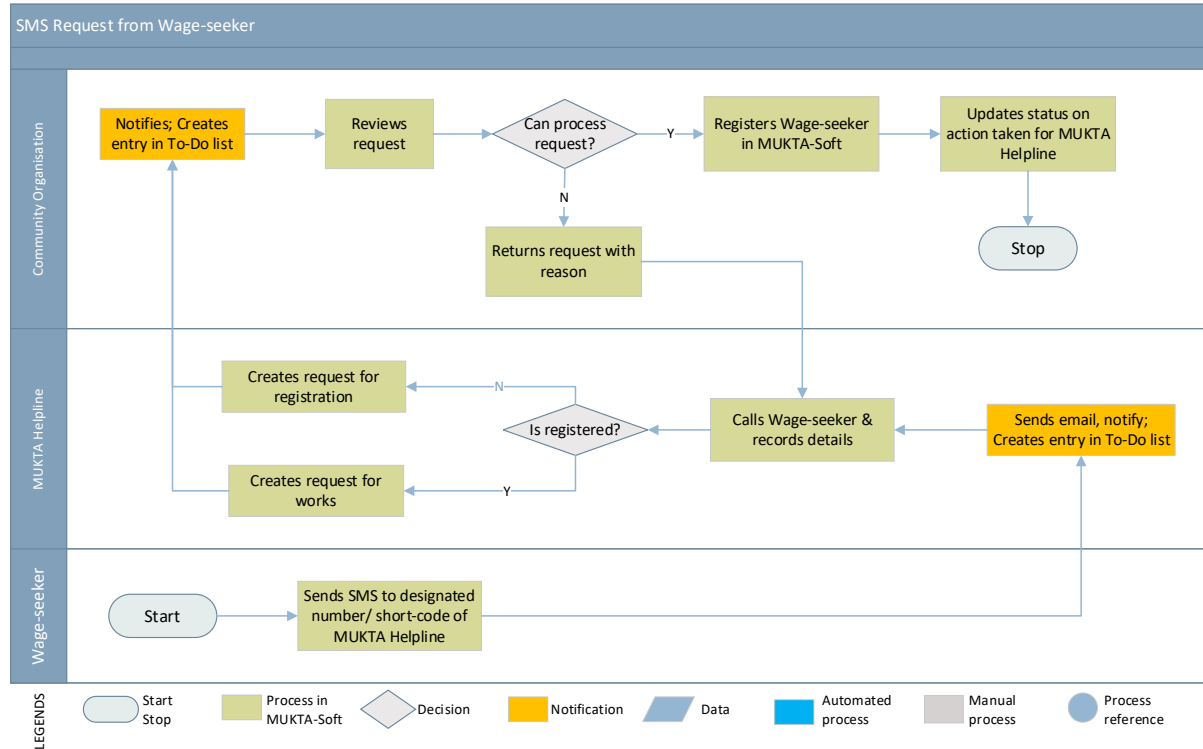 SMS Request from Wage-seeker
Community Organisation
Notifies; Creates
entry in To-Do list
Reviews
request
Can process
request?
Y
Registers Wage-seeker
in MUKTA-Soft
Updates status on
action taken for MUKTA
Helpline
N
Returns request with
reason
Stop
MUKTA Helpline
Creates request for
registration
N
Is registered?
Calls Wage-seeker &
records details
Sends email, notify;
Creates entry in To-Do list
Creates request for
works
Y
Wage-seeker
Start
Sends SMS to designated
number/ short-code of
MUKTA Helpline
LEGENDS
Start
Stop
Process in
MUKTA-Soft
Decision
Notification
Data
Automated
process
Manual
process
Process
reference